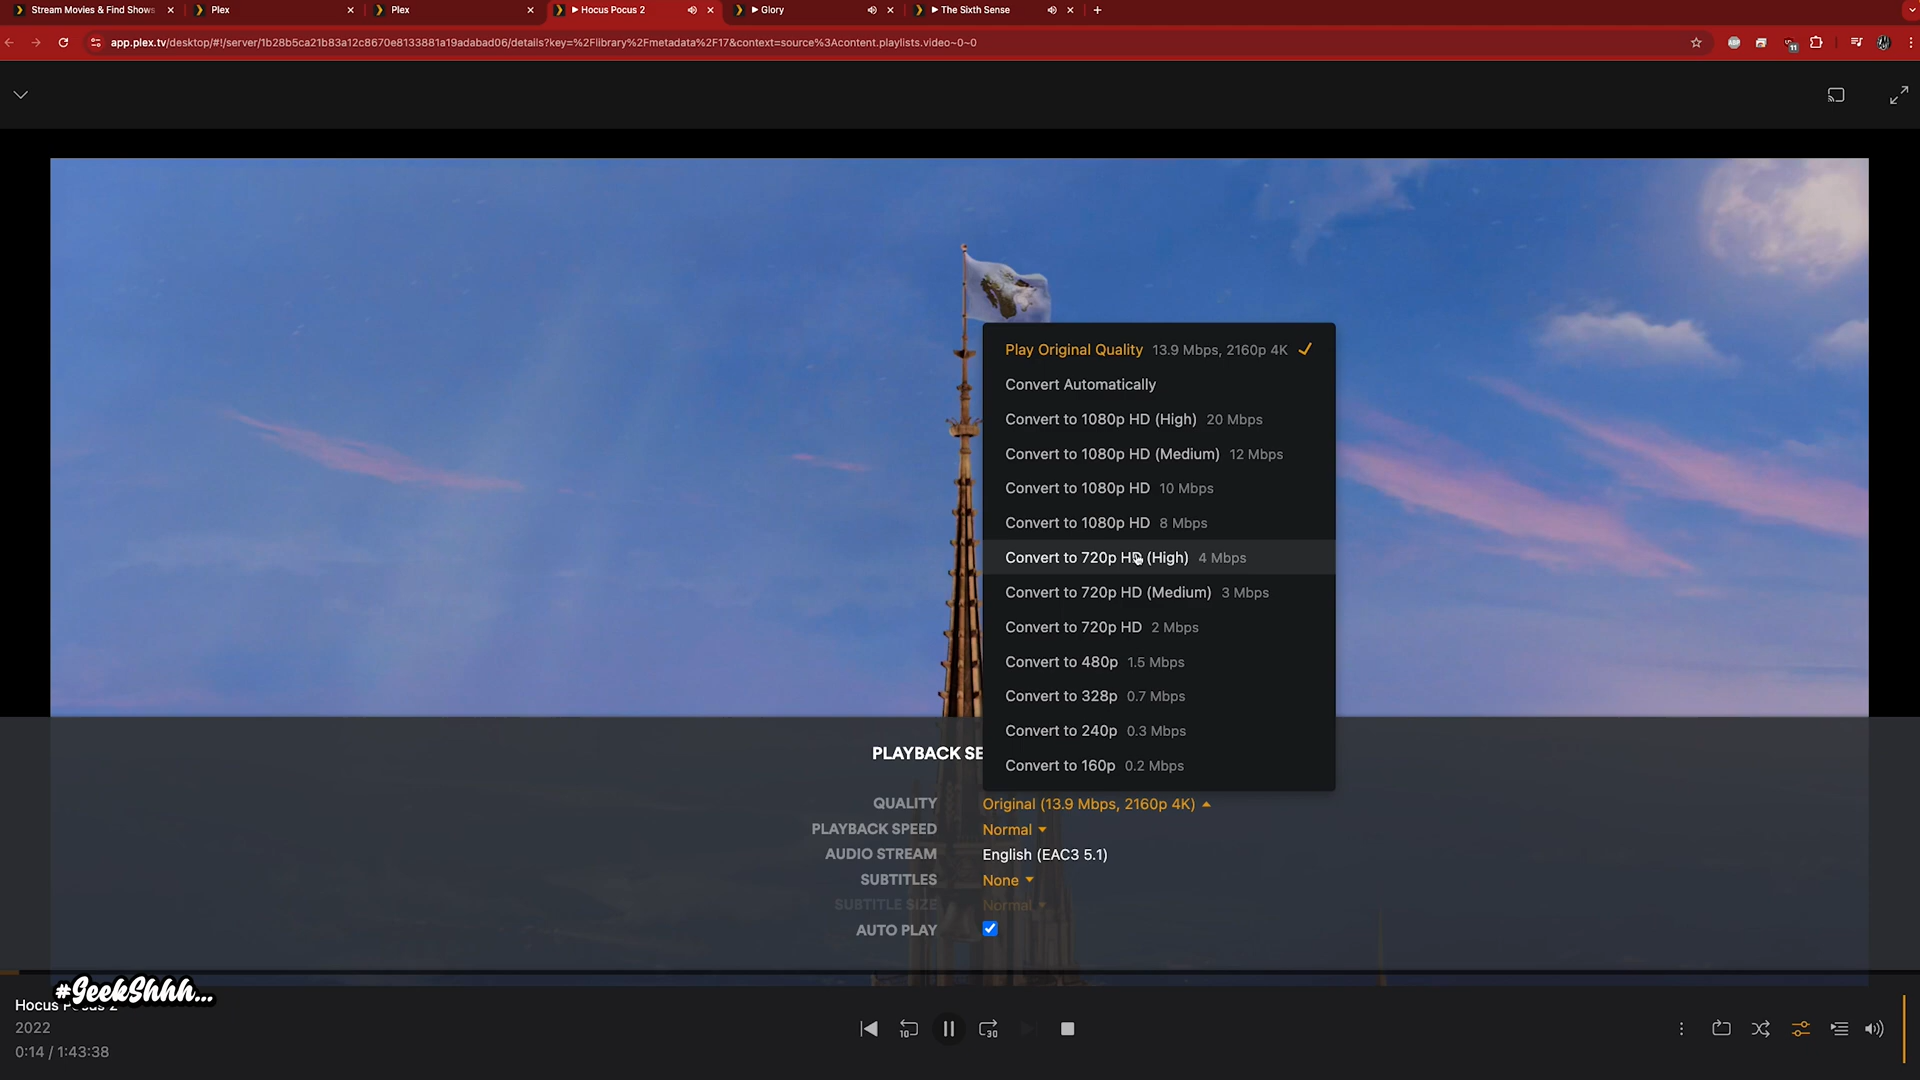 Stream Movies & Find Shows
Plex
Plex
Hocus Pocus 2
Glory
The Sixth Sense
app.plex.tv/desktop/#!/server/1b28b5ca21b83a12c8670e8133881a19adabad06/details?key=%2Flibrary%2Fmetadata%2F17&context=source%3Acontent.playlists.video~0~0
11
Play Original Quality 13.9 Mbps, 2160p 4K
Convert Automatically
Convert to 1080p HD (High) 20 Mbps
Convert to 1080p HD (Medium) 12 Mbps
Convert to 1080p HD 10 Mbps
Convert to 1080p HD 8 Mbps
Convert to 720p HD (High) 4 Mbps
Convert to 720p HD (Medium) 3 Mbps
Convert to 720p HD 2 Mbps
Convert to 480p 1.5 Mbps
Convert to 328p 0.7 Mbps
Convert to 240p 0.3 Mbps
Convert to 160p 0.2 Mbps
PLAYBACK SE
QUALITY Original (13.9 Mbps, 2160p 4K)
PLAYBACK SPEED Normal
AUDIO STREAM English (EAC3 5.1)
SUBTITLES None
SUBTITLE SIZE Normal
AUTO PLAY
#GeekShhh...
Hocus Pocus 2
2022
0:14 / 1:43:38
10
30